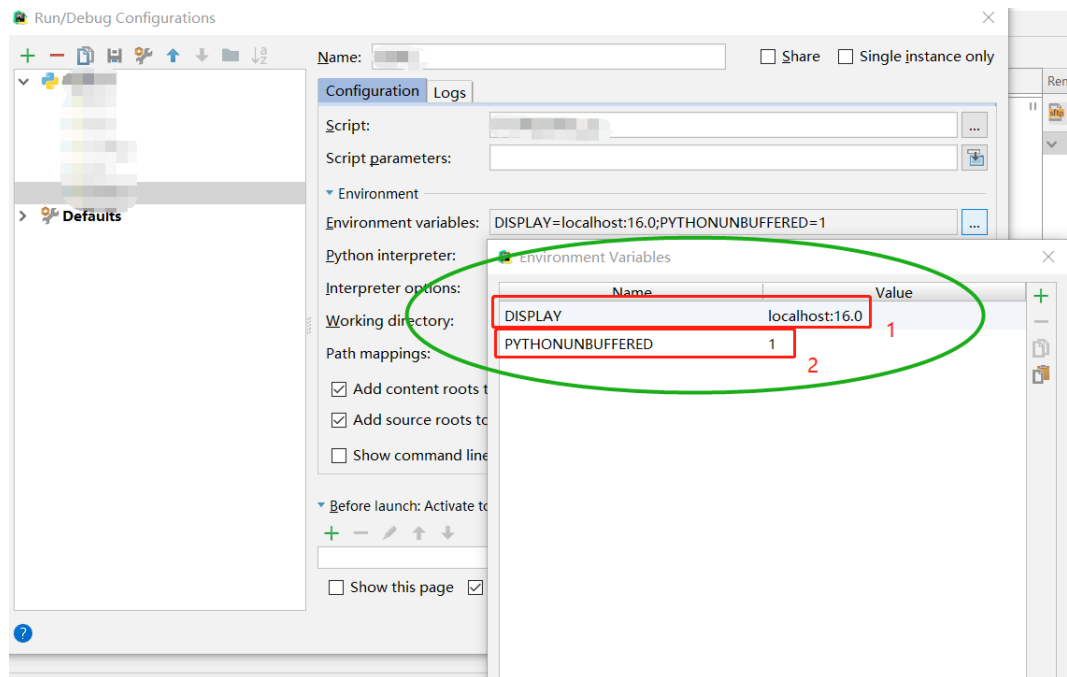 Run/Debug Configurations
Name:
Share
Single instance only
Configuration
Logs
Script:
...
Script parameters:
Environment
Environment variables:
DISPLAY=localhost:16.0;PYTHONUNBUFFERED=1
...
Defaults
Python interpreter:
Interpreter options:
Working directory:
Path mappings:
Add content roots t
Add source roots to
Show command line
Before launch: Activate to
Show this page
Environment Variables
Name
Value
DISPLAY
localhost:16.0
1
PYTHONUNBUFFERED
1
2
Ren
sftp
?